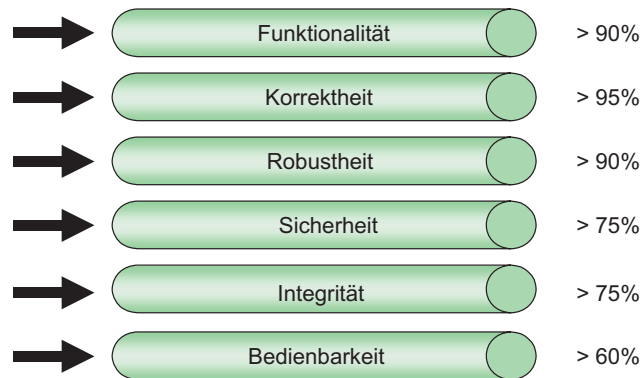 Funktionalität > 90%
Korrektheit > 95%
Robustheit > 90%
Sicherheit > 75%
Integrität > 75%
Bedienbarkeit > 60%